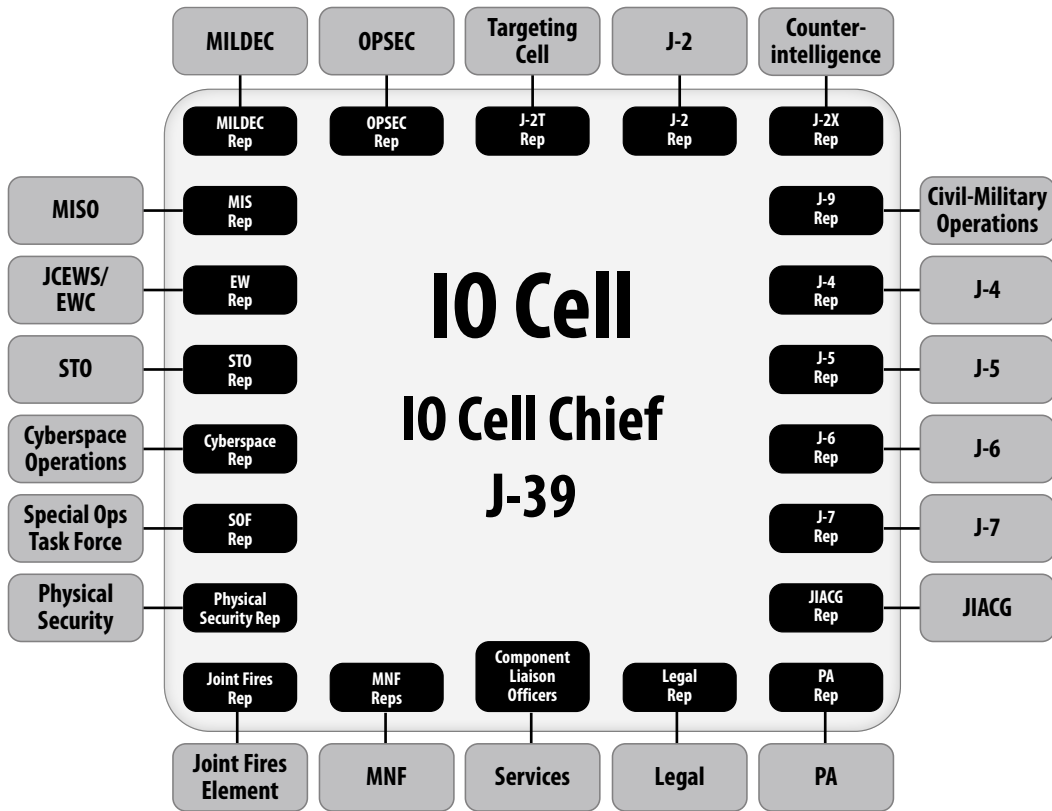 MILDEC
OPSEC
Targeting
Cell
J-2
Counter-
intelligence
MILDEC
Rep
OPSEC
Rep
J-2T
Rep
J-2
Rep
J-2X
Rep
MISO
MIS
Rep
J-9
Rep
Civil-Military
Operations
JCEWS/
EWC
EW
Rep
J-4
Rep
J-4
STO
STO
Rep
J-5
Rep
J-5
Cyberspace
Operations
Cyberspace
Rep
J-6
Rep
J-6
Special Ops
Task Force
SOF
Rep
J-7
Rep
J-7
Physical
Security
Physical
Security Rep
JIACG
Rep
JIACG
IO Cell
IO Cell Chief
J-39
Joint Fires
Rep
MNF
Reps
Component
Liaison
Officers
Legal
Rep
PA
Rep
Joint Fires
Element
MNF
Services
Legal
PA